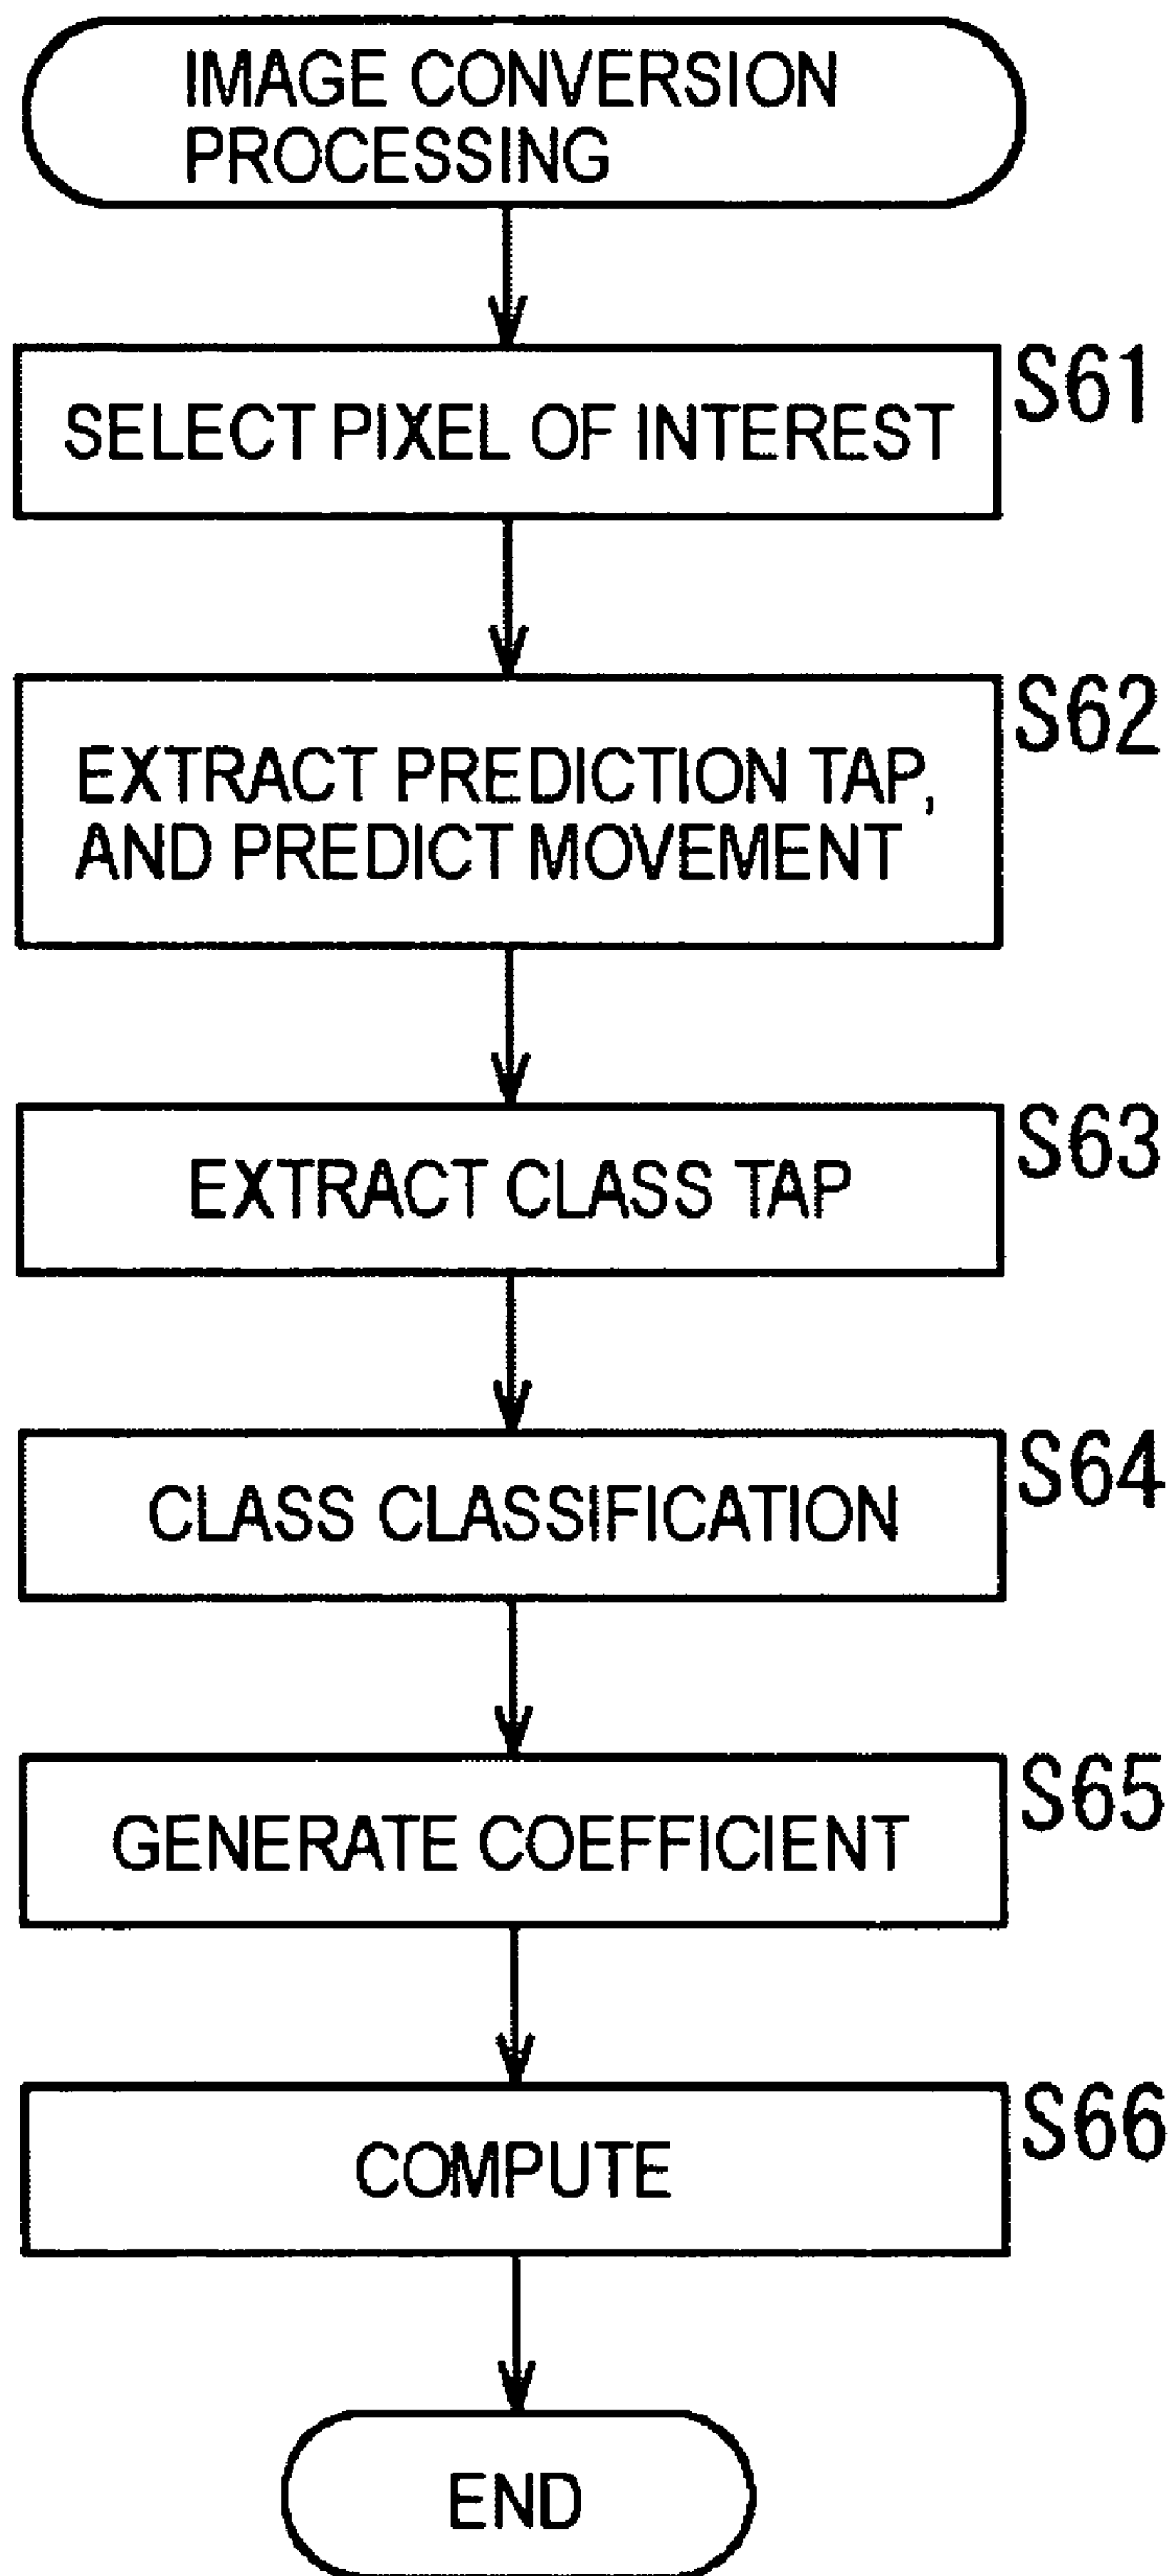 IMAGE CONVERSION
PROCESSING
S61
SELECT PIXEL OF INTEREST
S62
EXTRACT PREDICTION TAP,
AND PREDICT MOVEMENT
S63
EXTRACT CLASS TAP
S64
CLASS CLASSIFICATION
S65
GENERATE COEFFICIENT
S66
COMPUTE
END